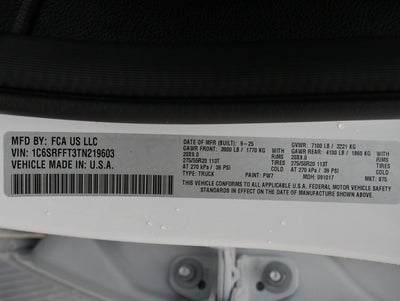 MFD BY: FCA US LLC
VIN: 1C6SRFFT3TN219603
VEHICLE MADE IN: U.S.A.
DATE OF MFR (BUILT): 9-25 GVWR: 7100 LB / 3221 KG
GAWR FRONT: 3900 LB / 1770 KG GAWR REAR: 4100 LB / 1860 KG
20X9.0 RIMS 20X9.0 RIMS
275/55R20 113T TIRES 275/55R20 113T TIRES
AT 270 kPa / 39 PSI COLD AT 270 kPa / 39 PSI COLD
TYPE: TRUCK PAINT: PW7 MDH: 091017 MKT: 875
THIS VEHICLE CONFORMS TO ALL APPLICABLE FEDERAL MOTOR VEHICLE SAFETY
STANDARDS IN EFFECT ON THE DATE OF MANUFACTURE SHOWN ABOVE.